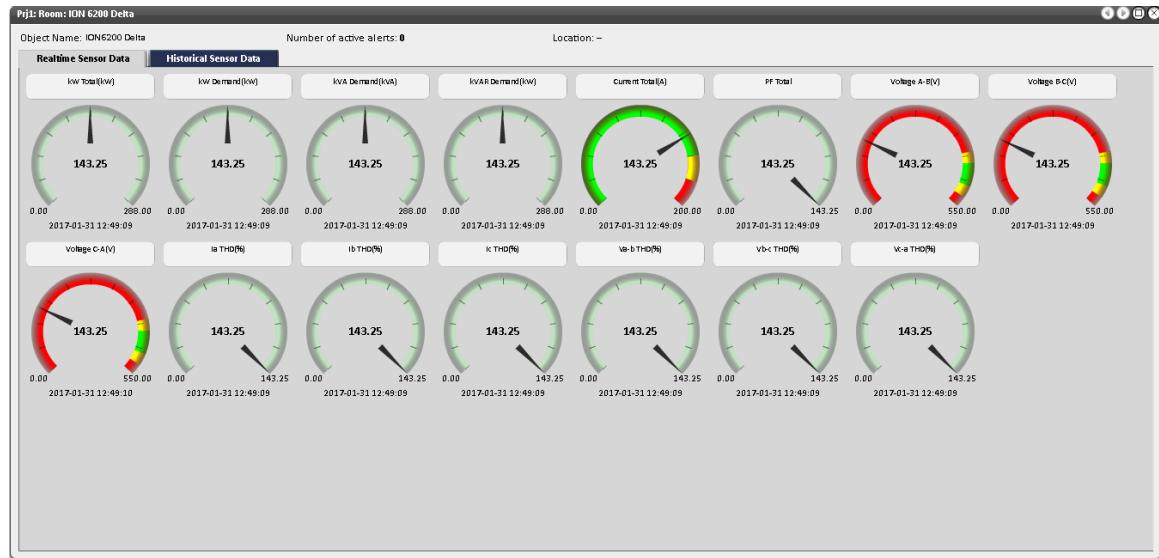 Prj1: Room: ION 6200 Delta
Object Name: ION6200 Delta Number of active alerts: 0 Location: –
Realtime Sensor Data Historical Sensor Data
kW Total(kW) kW Demand(kW) kVA Demand(kVA) kVAR Demand(kW) Current Total(A) PF Total Voltage A-B(V) Voltage B-C(V)
143.25 143.25 143.25 143.25 143.25 143.25 143.25 143.25
0.00 288.00 0.00 288.00 0.00 288.00 0.00 288.00 0.00 200.00 0.00 143.25 0.00 550.00 0.00 550.00
2017-01-31 12:49:09 2017-01-31 12:49:09 2017-01-31 12:49:09 2017-01-31 12:49:09 2017-01-31 12:49:09 2017-01-31 12:49:09 2017-01-31 12:49:09 2017-01-31 12:49:09
Voltage C-A(V) Ia THD(%) Ib THD(%) Ic THD(%) Va-b THD(%) Vb-c THD(%) Vc-a THD(%)
143.25 143.25 143.25 143.25 143.25 143.25 143.25
0.00 550.00 0.00 143.25 0.00 143.25 0.00 143.25 0.00 143.25 0.00 143.25 0.00 143.25
2017-01-31 12:49:10 2017-01-31 12:49:09 2017-01-31 12:49:09 2017-01-31 12:49:09 2017-01-31 12:49:09 2017-01-31 12:49:09 2017-01-31 12:49:09